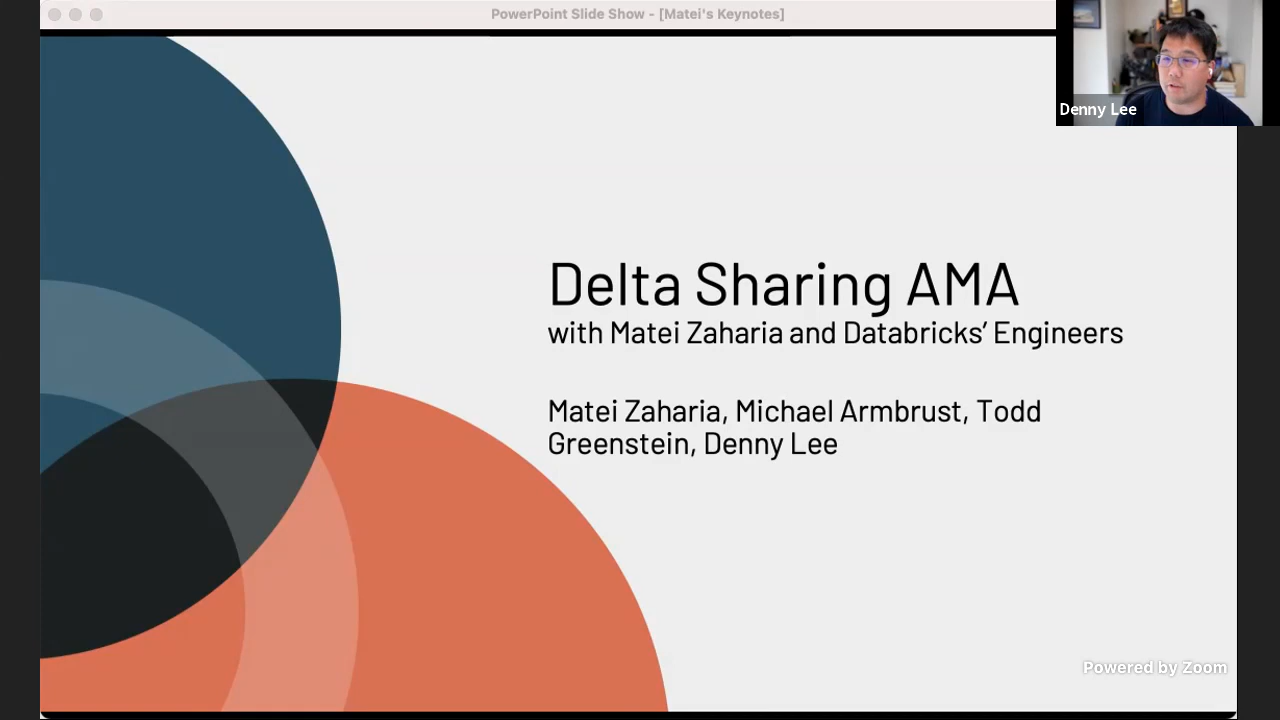 PowerPoint Slide Show - [Matei's Keynotes]
Denny Lee
Delta Sharing AMA
with Matei Zaharia and Databricks’ Engineers
Matei Zaharia, Michael Armbrust, Todd
Greenstein, Denny Lee
Powered by Zoom